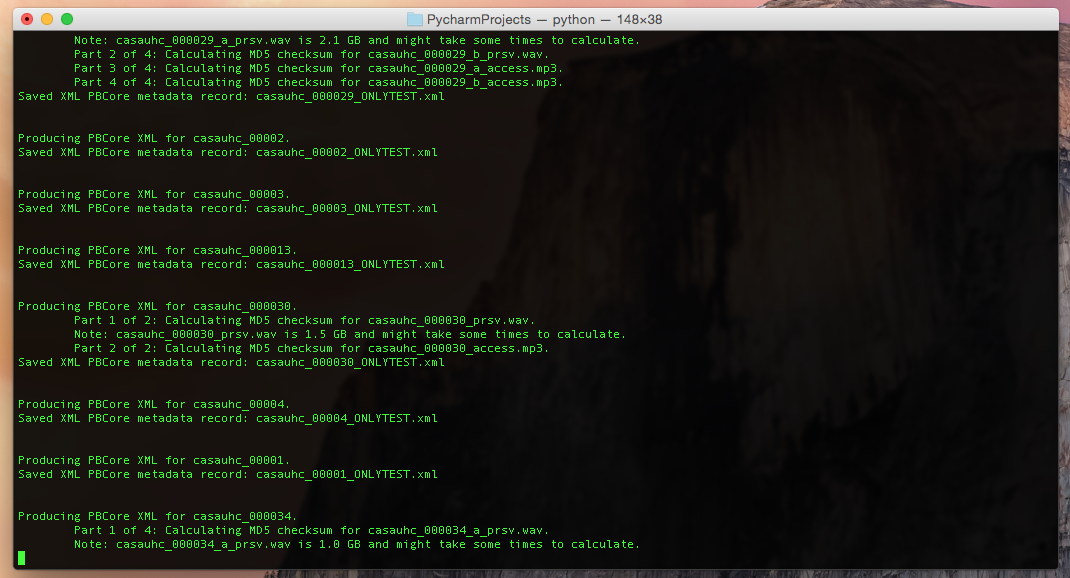 PycharmProjects — python — 148×38
Note: casauhc_000029_a_prsv.wav is 2.1 GB and might take some times to calculate.
Part 2 of 4: Calculating MD5 checksum for casauhc_000029_b_prsv.wav.
Part 3 of 4: Calculating MD5 checksum for casauhc_000029_a_access.mp3.
Part 4 of 4: Calculating MD5 checksum for casauhc_000029_b_access.mp3.
Saved XML PBCore metadata record: casauhc_000029_ONLYTEST.xml
Producing PBCore XML for casauhc_00002.
Saved XML PBCore metadata record: casauhc_00002_ONLYTEST.xml
Producing PBCore XML for casauhc_00003.
Saved XML PBCore metadata record: casauhc_00003_ONLYTEST.xml
Producing PBCore XML for casauhc_000013.
Saved XML PBCore metadata record: casauhc_000013_ONLYTEST.xml
Producing PBCore XML for casauhc_000030.
Part 1 of 2: Calculating MD5 checksum for casauhc_000030_prsv.wav.
Note: casauhc_000030_prsv.wav is 1.5 GB and might take some times to calculate.
Part 2 of 2: Calculating MD5 checksum for casauhc_000030_access.mp3.
Saved XML PBCore metadata record: casauhc_000030_ONLYTEST.xml
Producing PBCore XML for casauhc_00004.
Saved XML PBCore metadata record: casauhc_00004_ONLYTEST.xml
Producing PBCore XML for casauhc_00001.
Saved XML PBCore metadata record: casauhc_00001_ONLYTEST.xml
Producing PBCore XML for casauhc_000034.
Part 1 of 4: Calculating MD5 checksum for casauhc_000034_a_prsv.wav.
Note: casauhc_000034_a_prsv.wav is 1.0 GB and might take some times to calculate.